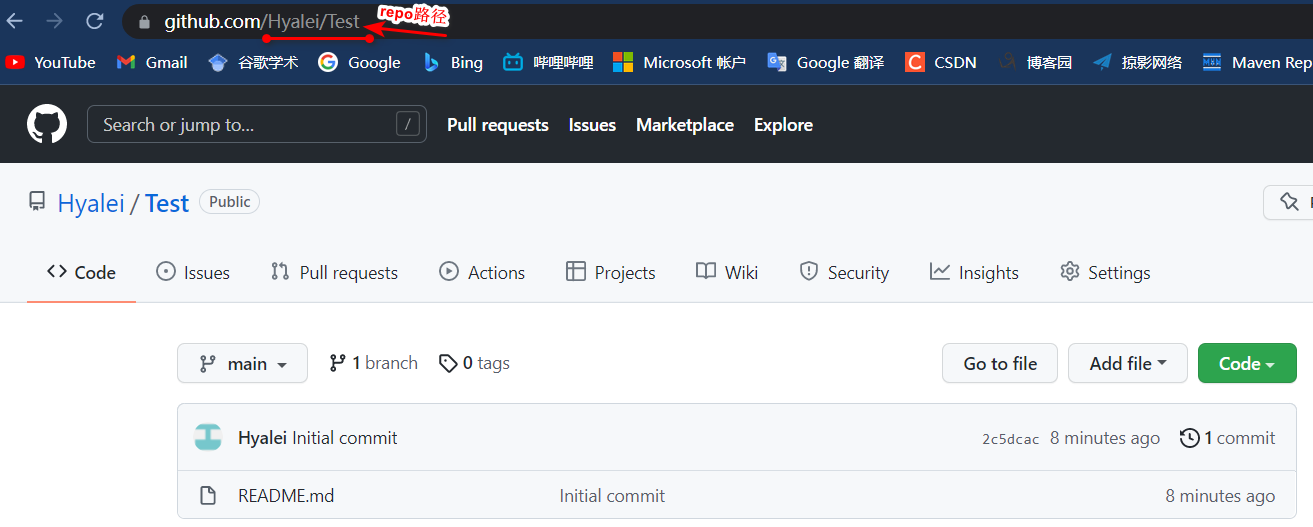 github.com/Hyalei/Test repo路径
YouTube Gmail 谷歌学术 Google Bing 哔哩哔哩 Microsoft 帐户 Google 翻译 CSDN 博客园 掠影网络 Maven Rep
Search or jump to... / Pull requests Issues Marketplace Explore
Hyalei / Test Public
Code Issues Pull requests Actions Projects Wiki Security Insights Settings
main 1 branch 0 tags Go to file Add file Code
Hyalei Initial commit 2c5dcac 8 minutes ago 1 commit
README.md Initial commit 8 minutes ago